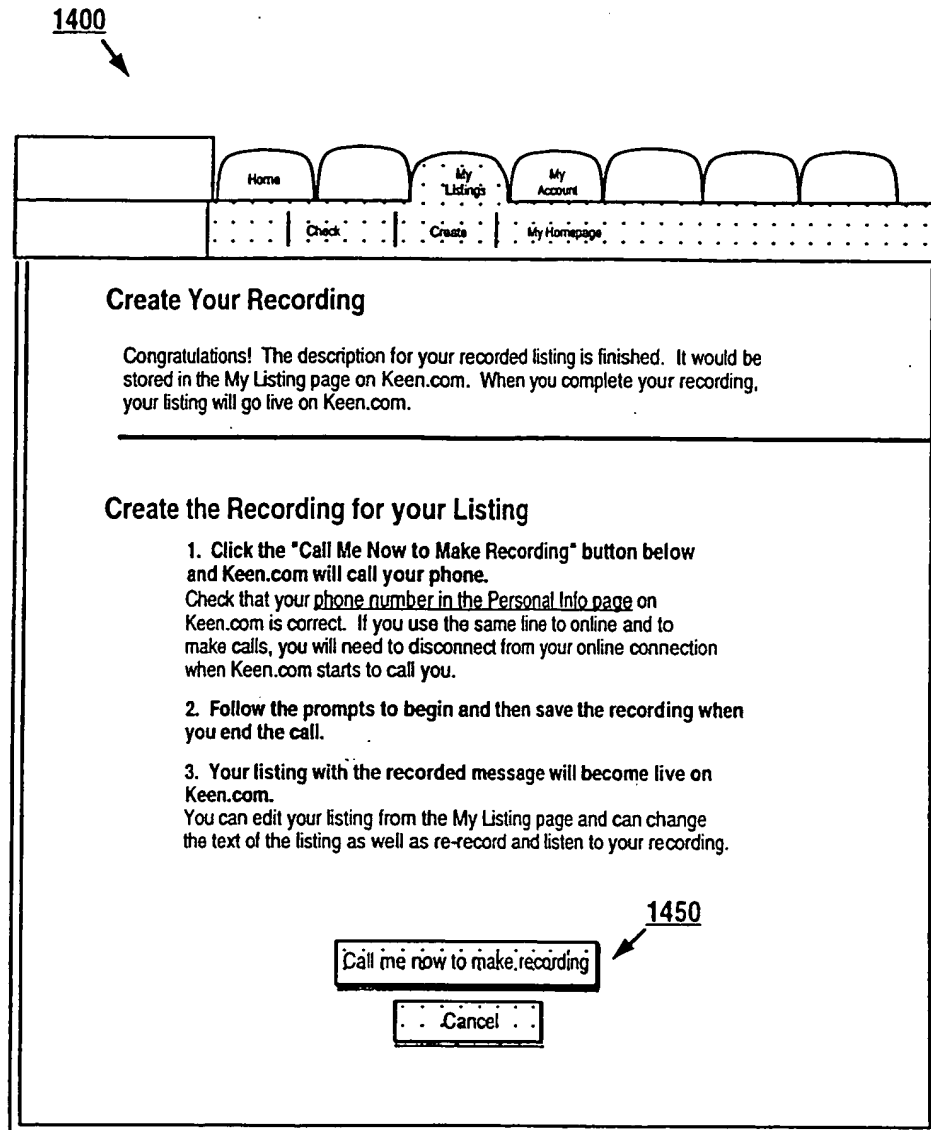 1400
Home
My
Listings
My
Account
Check
Create
My Homepage
Create Your Recording
Congratulations! The description for your recorded listing is finished. It would be
stored in the My Listing page on Keen.com. When you complete your recording,
your listing will go live on Keen.com.
Create the Recording for your Listing
1. Click the "Call Me Now to Make Recording" button below
and Keen.com will call your phone.
Check that your phone number in the Personal Info page on
Keen.com is correct. If you use the same line to online and to
make calls, you will need to disconnect from your online connection
when Keen.com starts to call you.
2. Follow the prompts to begin and then save the recording when
you end the call.
3. Your listing with the recorded message will become live on
Keen.com.
You can edit your listing from the My Listing page and can change
the text of the listing as well as re-record and listen to your recording.
1450
Call me now to make recording
Cancel